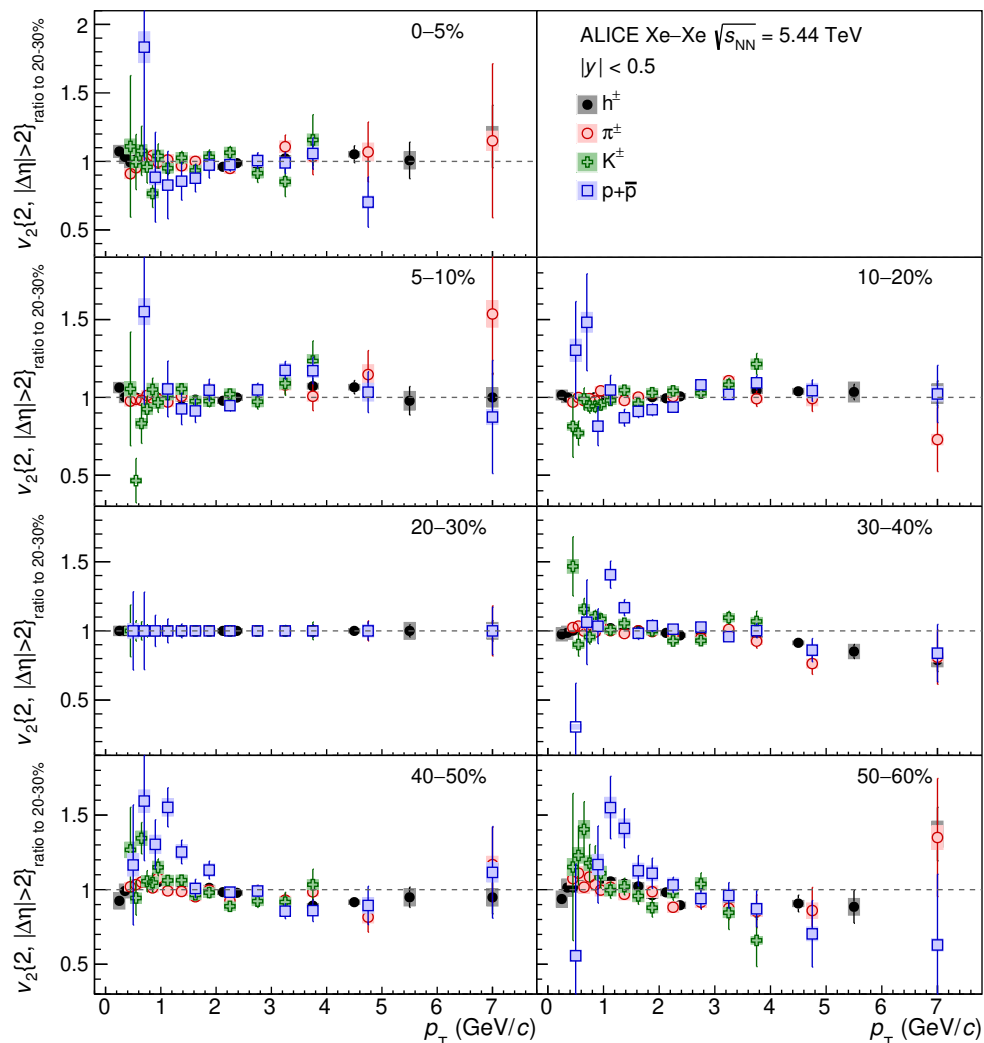 0–5%
ALICE Xe–Xe √sNN = 5.44 TeV
|y| < 0.5
h±
π±
K±
p+p̅
v2{2, |Δη|>2}ratio to 20-30%
2
1.5
1
0.5
5–10%
10–20%
v2{2, |Δη|>2}ratio to 20-30%
1.5
1
0.5
20–30%
30–40%
v2{2, |Δη|>2}ratio to 20-30%
1.5
1
0.5
40–50%
50–60%
v2{2, |Δη|>2}ratio to 20-30%
1.5
1
0.5
0 1 2 3 4 5 6 7
0 1 2 3 4 5 6 7
pT (GeV/c)
pT (GeV/c)